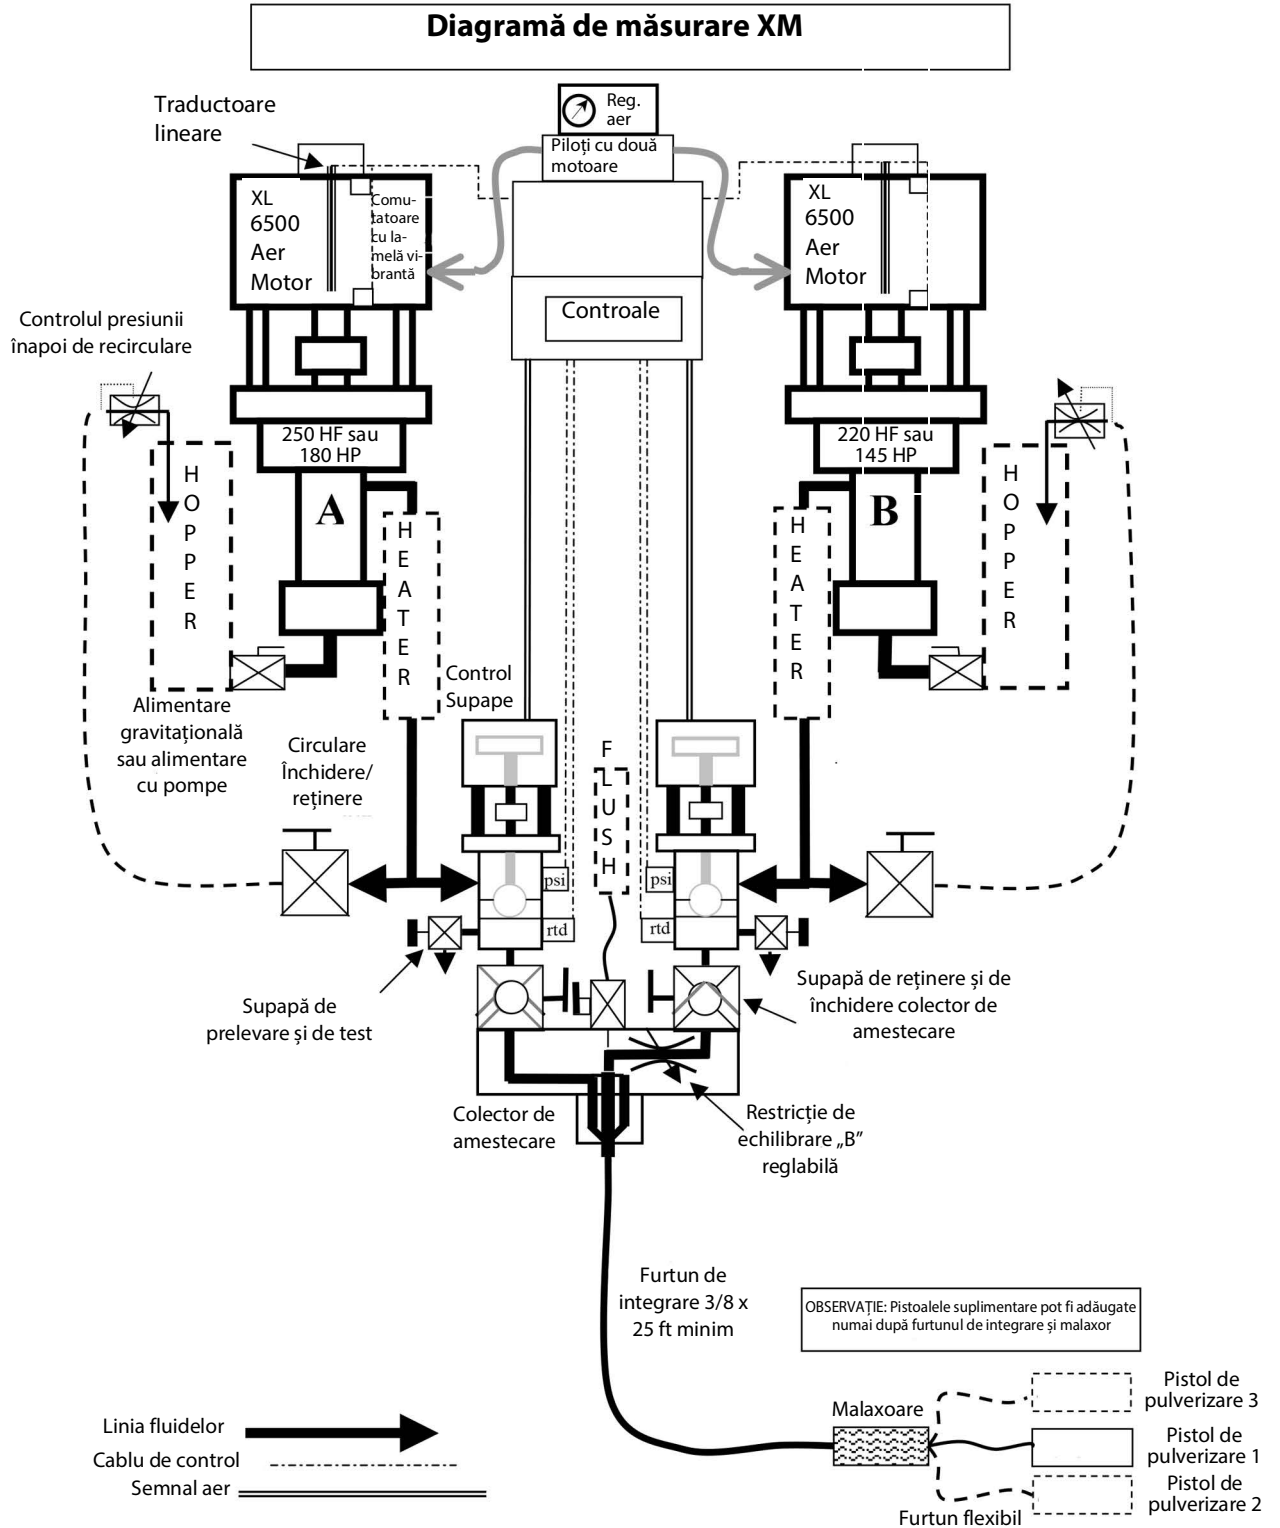 Diagramă de măsurare XM
Traductoare
lineare
Reg.
aer
Piloți cu două
motoare
XL
6500
Aer
Motor
Comu-
tatoare
cu la-
melă vi-
brantă
XL
6500
Aer
Motor
Controale
Controlul presiunii
înapoi de recirculare
250 HF sau
180 HP
220 HF sau
145 HP
HOPPER
A
HEATER
HEATER
B
HOPPER
Control
Supape
Alimentare
gravitațională
sau alimentare
cu pompe
Circulare
Închidere/
reținere
FLUSH
psi
psi
rtd
rtd
Supapă de
prelevare și de test
Supapă de reținere și de
închidere colector de
amestecare
Colector de
amestecare
Restricție de
echilibrare „B”
reglabilă
Furtun de
integrare 3/8 x
25 ft minim
OBSERVAȚIE: Pistoalele suplimentare pot fi adăugate
numai după furtunul de integrare și malaxor
Malaxoare
Pistol de
pulverizare 3
Pistol de
pulverizare 1
Pistol de
pulverizare 2
Furtun flexibil
Linia fluidelor
Cablu de control
Semnal aer